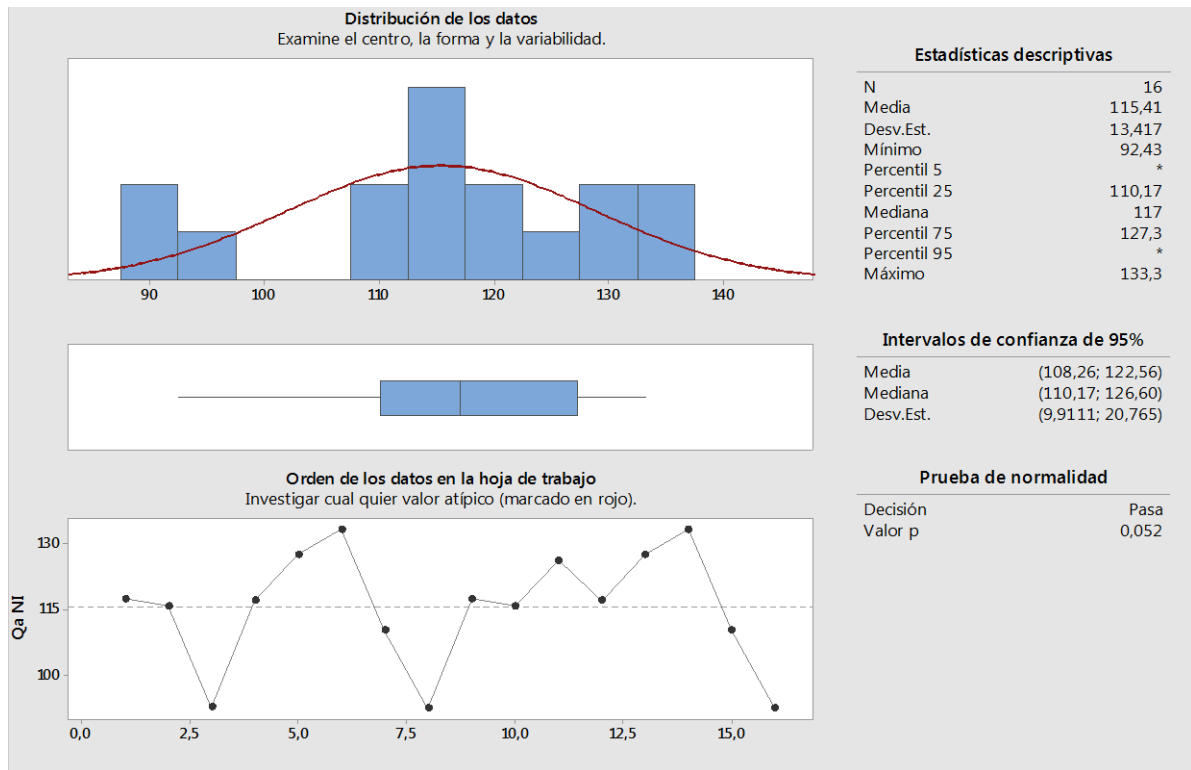 Distribución de los datos
Examine el centro, la forma y la variabilidad.
90 100 110 120 130 140
Orden de los datos en la hoja de trabajo
Investigar cual quier valor atípico (marcado en rojo).
Qa NI
130
115
100
0,0 2,5 5,0 7,5 10,0 12,5 15,0
Estadísticas descriptivas
N 16
Media 115,41
Desv.Est. 13,417
Mínimo 92,43
Percentil 5 *
Percentil 25 110,17
Mediana 117
Percentil 75 127,3
Percentil 95 *
Máximo 133,3
Intervalos de confianza de 95%
Media (108,26; 122,56)
Mediana (110,17; 126,60)
Desv.Est. (9,9111; 20,765)
Prueba de normalidad
Decisión Pasa
Valor p 0,052